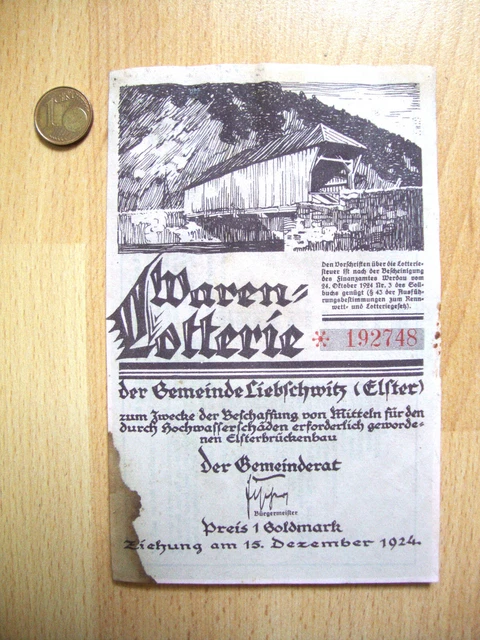 1 CENT
Den Vorschriften über die Lotterie-
steuer ist nach der Bescheinigung
des Finanzamtes Werdau vom
24. Oktober 1924 Nr. 3 des Soll-
buchs genügt (§ 43 der Ausfüh-
rungsbestimmungen zum Renn-
wett- und Lotteriegesetz).
Waren-
Lotterie
* 192748
der Gemeinde Liebschwitz (Elster)
zum Zwecke der Beschaffung von Mitteln für den
durch Hochwasserschäden erforderlich geworde-
nen Elsterbrückenbau
Der Gemeinderat
Bürgermeister
Preis 1 Goldmark
Ziehung am 15. Dezember 1924.